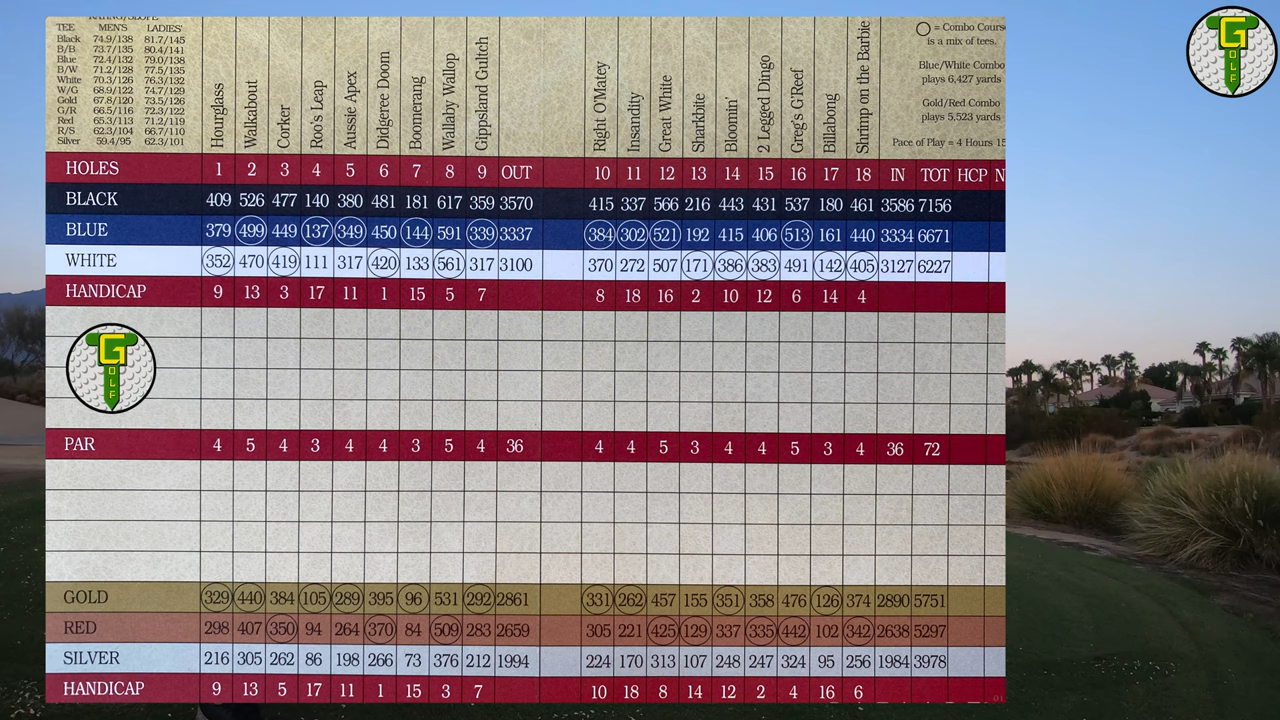 RATING/SLOPE
TEE MEN'S LADIES'
Black 74.9/138 81.7/145
B/B 73.7/135 80.4/141
Blue 72.4/132 79.0/138
B/W 71.2/128 77.5/135
White 70.3/126 76.3/132
W/G 68.9/122 74.7/129
Gold 67.8/120 73.5/126
G/R 66.5/116 72.3/122
Red 65.3/113 71.2/119
R/S 62.3/104 66.7/110
Silver 59.4/95 62.3/101
Hourglass
Walkabout
Corker
Roo's Leap
Aussie Apex
Didgeree Doom
Boomerang
Wallaby Wallop
Gippsland Gultch
Right O'Matey
Insandity
Great White
Sharkbite
Bloomin'
2 Legged Dingo
Greg's G'Reef
Billabong
Shrimp on the Barbie
= Combo Cours
is a mix of tees.
Blue/White Combo
plays 6,427 yards
Gold/Red Combo
plays 5,523 yards
Pace of Play = 4 Hours 15
HOLES 1 2 3 4 5 6 7 8 9 OUT 10 11 12 13 14 15 16 17 18 IN TOT HCP N
BLACK 409 526 477 140 380 481 181 617 359 3570 415 337 566 216 443 431 537 180 461 3586 7156
BLUE 379 499 449 137 349 450 144 591 339 3337 384 302 521 192 415 406 513 161 440 3334 6671
WHITE 352 470 419 111 317 420 133 561 317 3100 370 272 507 171 386 383 491 142 405 3127 6227
HANDICAP 9 13 3 17 11 1 15 5 7 8 18 16 2 10 12 6 14 4
PAR 4 5 4 3 4 4 3 5 4 36 4 4 5 3 4 4 5 3 4 36 72
GOLD 329 440 384 105 289 395 96 531 292 2861 331 262 457 155 351 358 476 126 374 2890 5751
RED 298 407 350 94 264 370 84 509 283 2659 305 221 425 129 337 335 442 102 342 2638 5297
SILVER 216 305 262 86 198 266 73 376 212 1994 224 170 313 107 248 247 324 95 256 1984 3978
HANDICAP 9 13 5 17 11 1 15 3 7 10 18 8 14 12 2 4 16 6
GOLF
GOLF